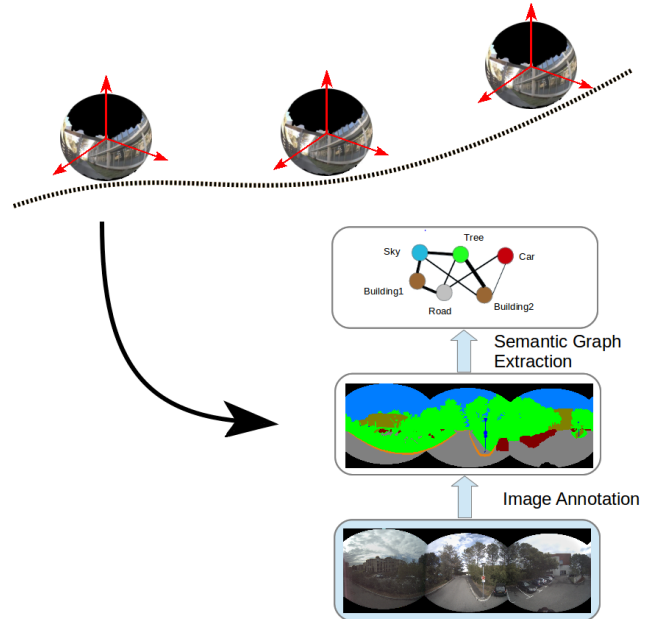 Tree
Sky
Car
Building1
Building2
Road
Semantic Graph
Extraction
Image Annotation